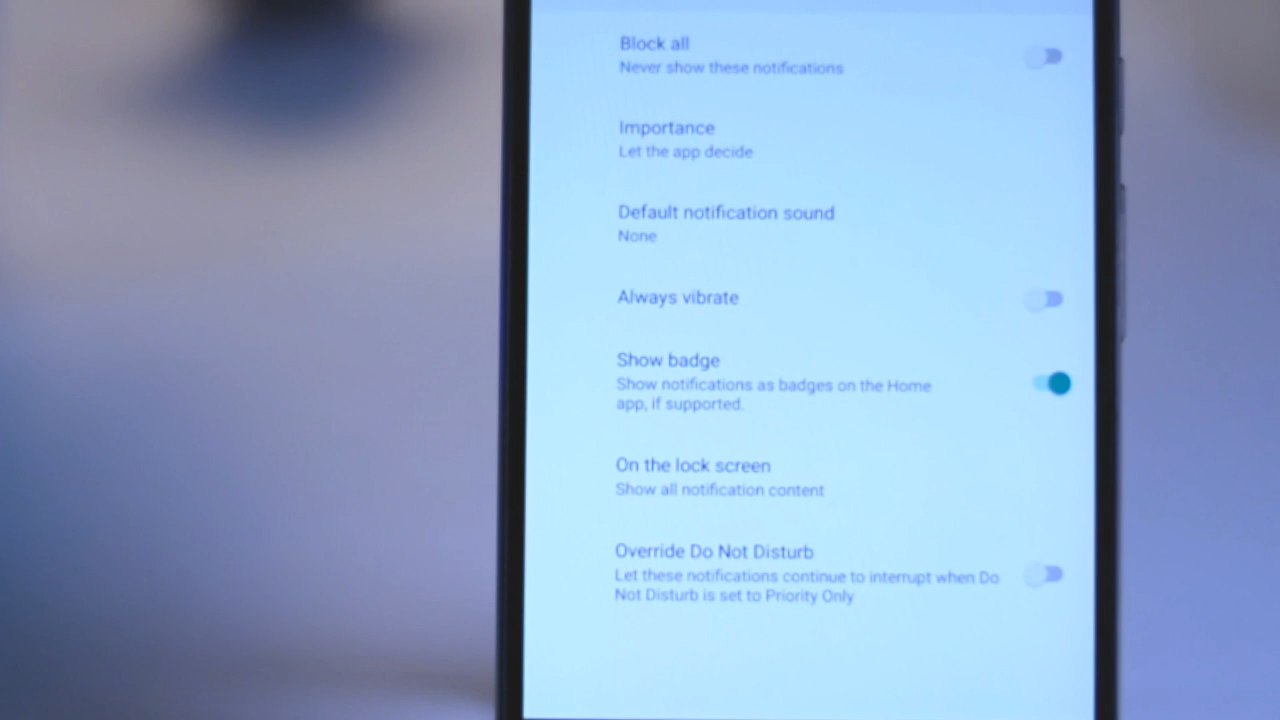 Block all
Never show these notifications
Importance
Let the app decide
Default notification sound
None
Always vibrate
Show badge
Show notifications as badges on the Home
app, if supported.
On the lock screen
Show all notification content
Override Do Not Disturb
Let these notifications continue to interrupt when Do
Not Disturb is set to Priority Only